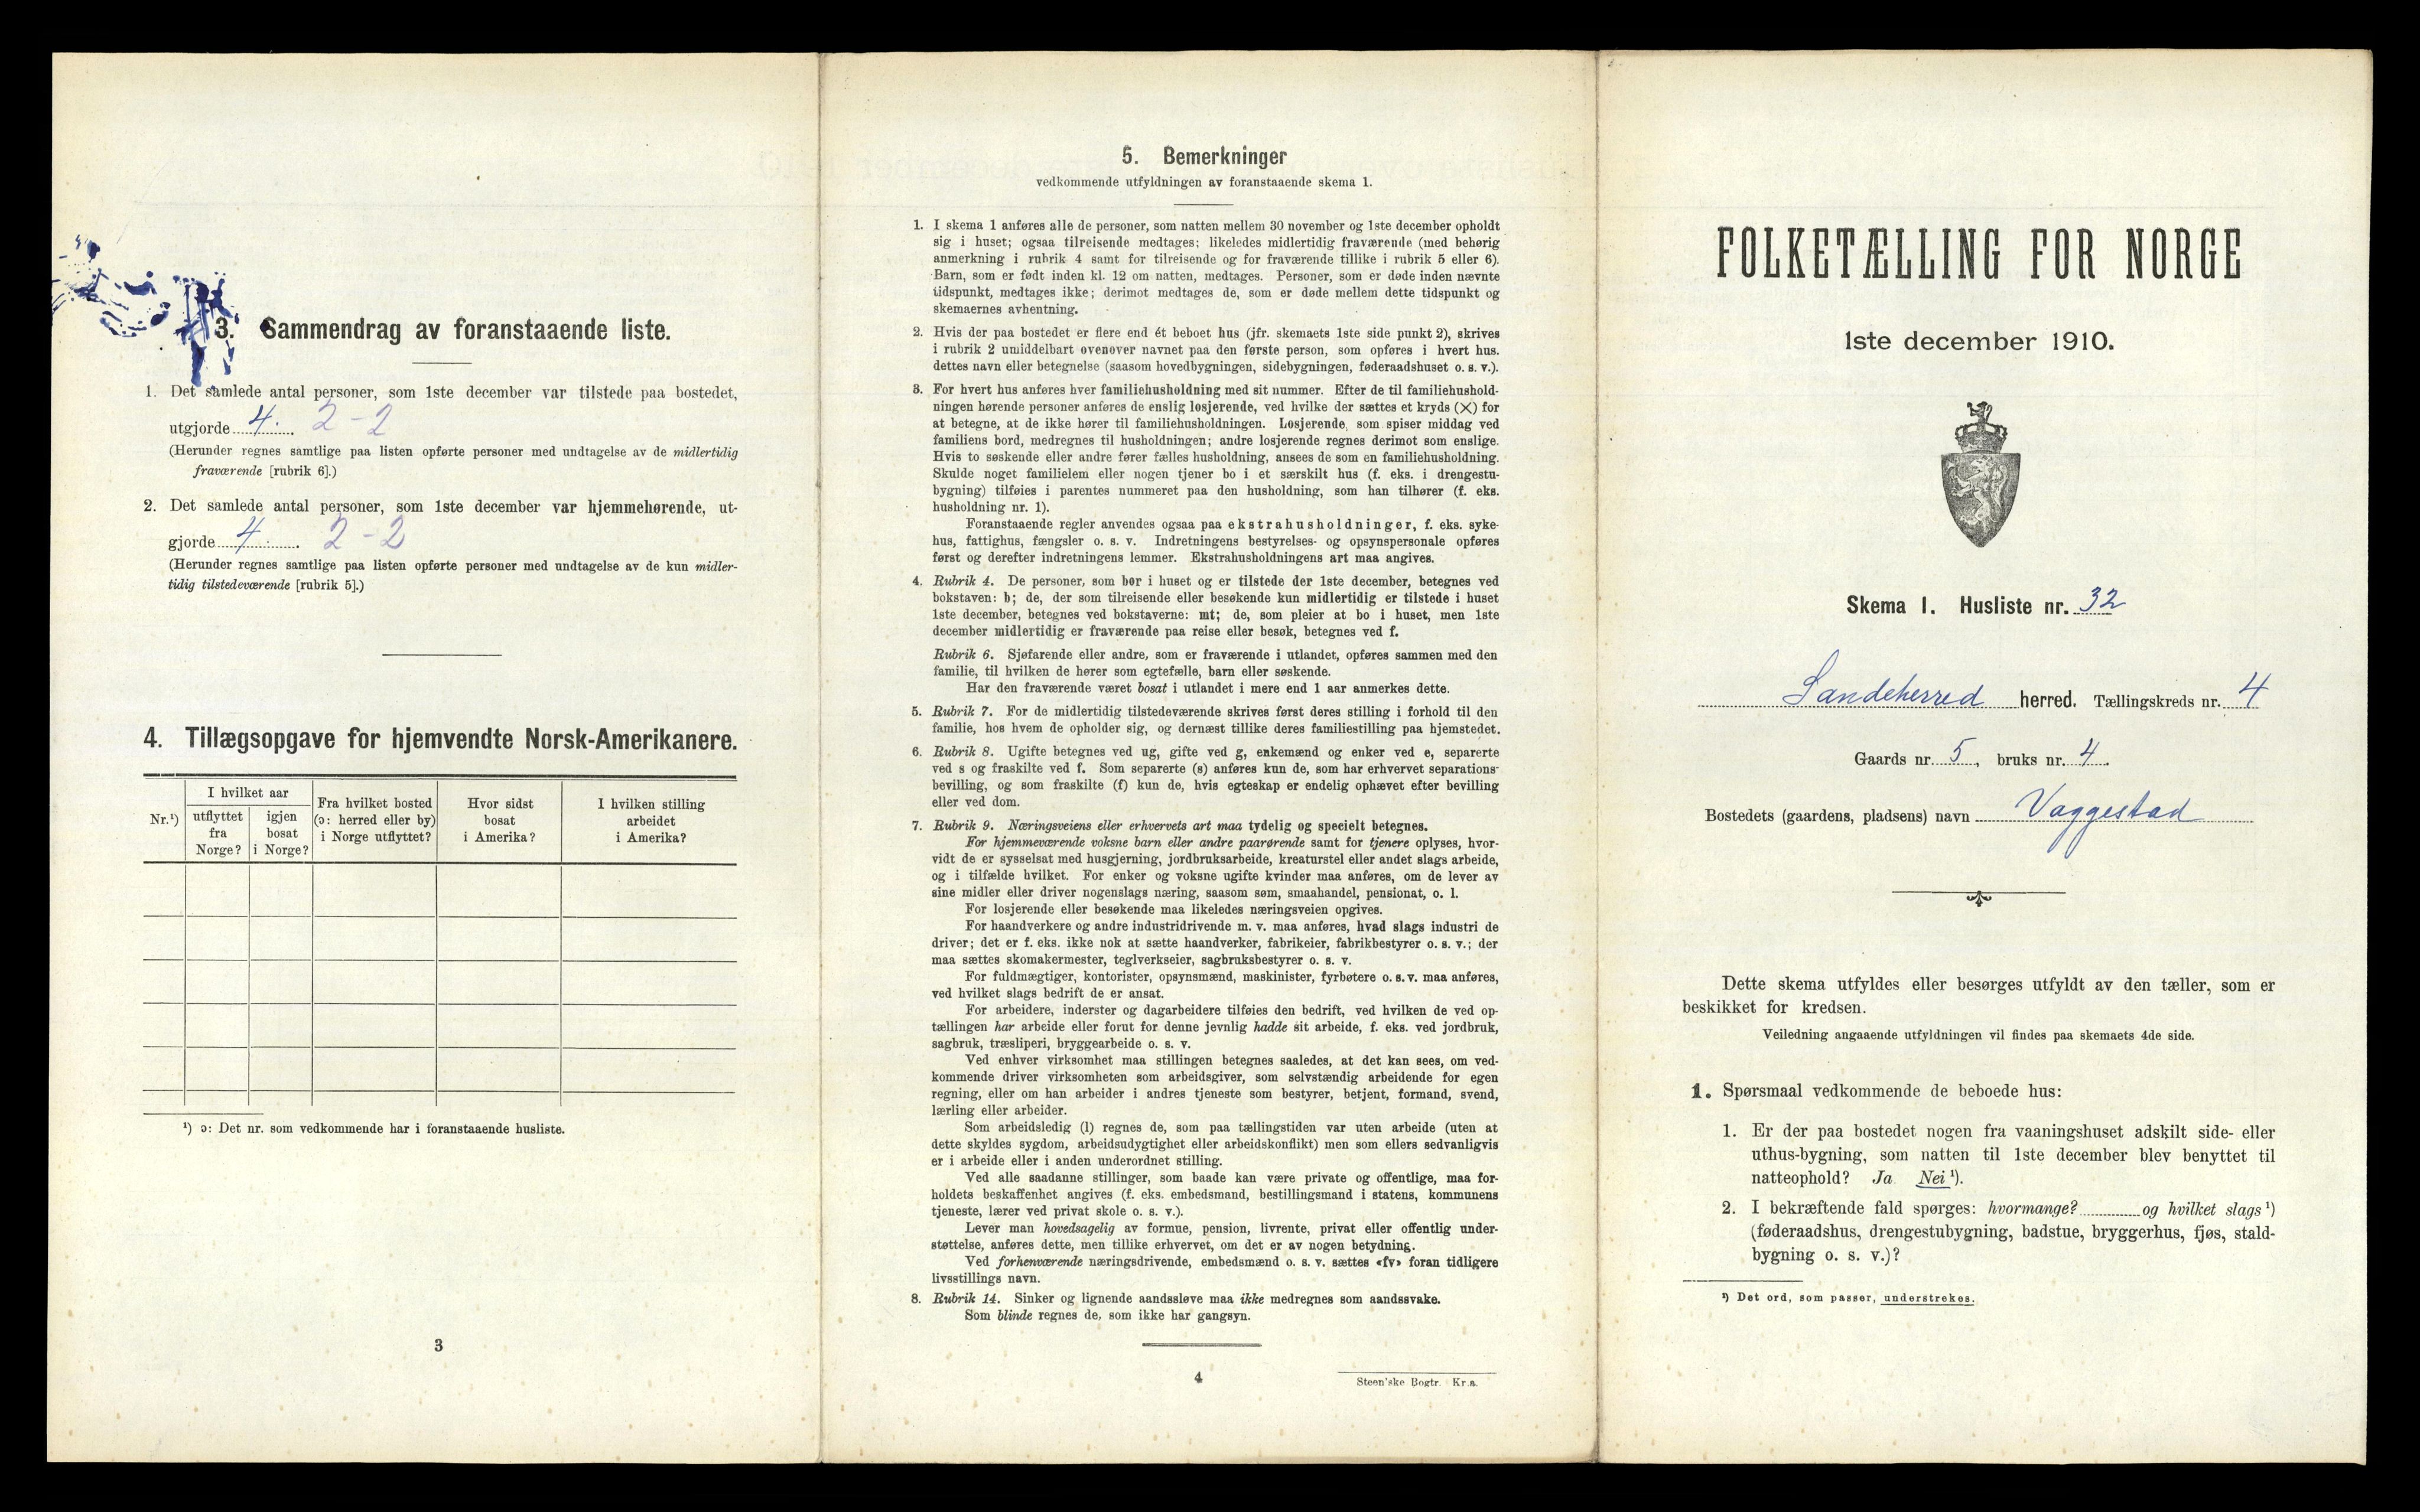 3. Sammendrag av foranstaaende liste.
1. Det samlede antal personer, som 1ste december var tilstede paa bostedet,
utgjorde 4. 2-2
(Herunder regnes samtlige paa listen opførte personer med undtagelse av de midlertidig
fraværende [rubrik 6].)
2. Det samlede antal personer, som 1ste december var hjemmehørende, ut-
gjorde 4. 2-2
(Herunder regnes samtlige paa listen opførte personer med undtagelse av de kun midler-
tidig tilstedeværende [rubrik 5].)
4. Tillægsopgave for hjemvendte Norsk-Amerikanere.
Nr.¹)
I hvilket aar
utflyttet
fra
Norge?
igjen
bosat
i Norge?
Fra hvilket bosted
(ɔ: herred eller by)
i Norge utflyttet?
Hvor sidst
bosat
i Amerika?
I hvilken stilling
arbeidet
i Amerika?
¹) ɔ: Det nr. som vedkommende har i foranstaaende husliste.
3
5. Bemerkninger
vedkommende utfyldningen av foranstaaende skema 1.
1. I skema 1 anføres alle de personer, som natten mellem 30 november og 1ste december opholdt
sig i huset; ogsaa tilreisende medtages; likeledes midlertidig fraværende (med behørig
anmerkning i rubrik 4 samt for tilreisende og for fraværende tillike i rubrik 5 eller 6).
Barn, som er født inden kl. 12 om natten, medtages. Personer, som er døde inden nævnte
tidspunkt, medtages ikke; derimot medtages de, som er døde mellem dette tidspunkt og
skemaernes avhentning.
2. Hvis der paa bostedet er flere end ét beboet hus (jfr. skemaets 1ste side punkt 2), skrives
i rubrik 2 umiddelbart ovenover navnet paa den første person, som opføres i hvert hus.
dettes navn eller betegnelse (saasom hovedbygningen, sidebygningen, føderaadshuset o. s. v.).
3. For hvert hus anføres hver familiehusholdning med sit nummer. Efter de til familiehushold-
ningen hørende personer anføres de enslig losjerende, ved hvilke der sættes et kryds (×) for
at betegne, at de ikke hører til familiehusholdningen. Losjerende, som spiser middag ved
familiens bord, medregnes til husholdningen; andre losjerende regnes derimot som enslige.
Hvis to søskende eller andre fører fælles husholdning, ansees de som en familiehusholdning.
Skulde noget familielem eller nogen tjener bo i et særskilt hus (f. eks. i drengestu-
bygning) tilføies i parentes nummeret paa den husholdning, som han tilhører (f. eks.
husholdning nr. 1).
Foranstaaende regler anvendes ogsaa paa ekstrahusholdninger, f. eks. syke-
hus, fattighus, fængsler o. s. v. Indretningens bestyrelses- og opsynspersonale opføres
først og derefter indretningens lemmer. Ekstrahusholdningens art maa angives.
4. Rubrik 4. De personer, som bor i huset og er tilstede der 1ste december, betegnes ved
bokstaven: b; de, der som tilreisende eller besøkende kun midlertidig er tilstede i huset
1ste december, betegnes ved bokstaverne: mt; de, som pleier at bo i huset, men 1ste
december midlertidig er fraværende paa reise eller besøk, betegnes ved f.
Rubrik 6. Sjøfarende eller andre, som er fraværende i utlandet, opføres sammen med den
familie, til hvilken de hører som egtefælle, barn eller søskende.
Har den fraværende været bosat i utlandet i mere end 1 aar anmerkes dette.
5. Rubrik 7. For de midlertidig tilstedeværende skrives først deres stilling i forhold til den
familie, hos hvem de opholder sig, og dernæst tillike deres familiestilling paa hjemstedet.
6. Rubrik 8. Ugifte betegnes ved ug, gifte ved g, enkemænd og enker ved e, separerte
ved s og fraskilte ved f. Som separerte (s) anføres kun de, som har erhvervet separations-
bevilling, og som fraskilte (f) kun de, hvis egteskap er endelig ophævet efter bevilling
eller ved dom.
7. Rubrik 9. Næringsveiens eller erhvervets art maa tydelig og specielt betegnes.
For hjemmeværende voksne barn eller andre paarørende samt for tjenere oplyses, hvor-
vidt de er sysselsat med husgjerning, jordbruksarbeide, kreaturstel eller andet slags arbeide,
og i tilfælde hvilket. For enker og voksne ugifte kvinder maa anføres, om de lever av
sine midler eller driver nogenslags næring, saasom søm, smaahandel, pensionat, o. l.
For losjerende eller besøkende maa likeledes næringsveien opgives.
For haandverkere og andre industridrivende m. v. maa anføres, hvad slags industri de
driver; det er f. eks. ikke nok at sætte haandverker, fabrikeier, fabrikbestyrer o. s. v.; der
maa sættes skomakermester, teglverkseier, sagbruksbestyrer o. s. v.
For fuldmægtiger, kontorister, opsynsmænd, maskinister, fyrbøtere o. s. v. maa anføres,
ved hvilket slags bedrift de er ansat.
For arbeidere, inderster og dagarbeidere tilføies den bedrift, ved hvilken de ved op-
tællingen har arbeide eller forut for denne jevnlig hadde sit arbeide, f. eks. ved jordbruk,
sagbruk, træsliperi, bryggearbeide o. s. v.
Ved enhver virksomhet maa stillingen betegnes saaledes, at det kan sees, om ved-
kommende driver virksomheten som arbeidsgiver, som selvstændig arbeidende for egen
regning, eller om han arbeider i andres tjeneste som bestyrer, betjent, formand, svend,
lærling eller arbeider.
Som arbeidsledig (l) regnes de, som paa tællingstiden var uten arbeide (uten at
dette skyldes sygdom, arbeidsudygtighet eller arbeidskonflikt) men som ellers sedvanligvis
er i arbeide eller i anden underordnet stilling.
Ved alle saadanne stillinger, som baade kan være private og offentlige, maa for-
holdets beskaffenhet angives (f. eks. embedsmand, bestillingsmand i statens, kommunens
tjeneste, lærer ved privat skole o. s. v.).
Lever man hovedsagelig av formue, pension, livrente, privat eller offentlig under-
støttelse, anføres dette, men tillike erhvervet, om det er av nogen betydning.
Ved forhenværende næringsdrivende, embedsmænd o. s. v. sættes «fv» foran tidligere
livsstillings navn.
8. Rubrik 14. Sinker og lignende aandssløve maa ikke medregnes som aandssvake.
Som blinde regnes de, som ikke har gangsyn.
4
Steen'ske Bogtr. Kr.a.
FOLKETÆLLING FOR NORGE
1ste december 1910.
Skema 1. Husliste nr. 32
Sandeherred herred. Tællingskreds nr. 4
Gaards nr. 5, bruks nr. 4.
Bostedets (gaardens, pladsens) navn Vaggestad
Dette skema utfyldes eller besørges utfyldt av den tæller, som er
beskikket for kredsen.
Veiledning angaaende utfyldningen vil findes paa skemaets 4de side.
1. Spørsmaal vedkommende de beboede hus:
1. Er der paa bostedet nogen fra vaaningshuset adskilt side- eller
uthus-bygning, som natten til 1ste december blev benyttet til
natteophold? Ja Nei ¹).
2. I bekræftende fald spørges: hvormange? og hvilket slags ¹)
(føderaadshus, drengestubygning, badstue, bryggerhus, fjøs, stald-
bygning o. s. v.)?
¹) Det ord, som passer, understrekes.